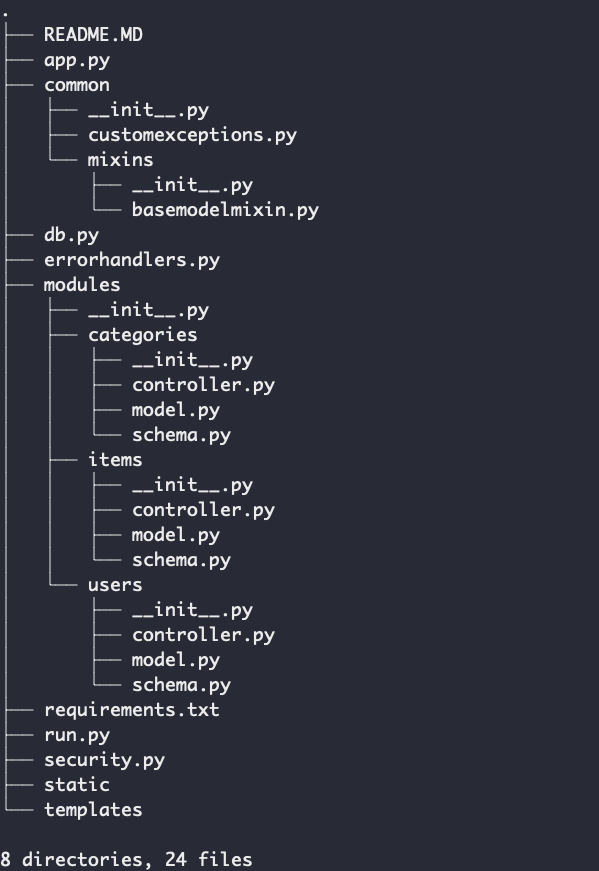 .
├── README.MD
├── app.py
├── common
│   ├── __init__.py
│   ├── customexceptions.py
│   └── mixins
│       ├── __init__.py
│       └── basemodelmixin.py
├── db.py
├── errorhandlers.py
├── modules
│   ├── __init__.py
│   ├── categories
│   │   ├── __init__.py
│   │   ├── controller.py
│   │   ├── model.py
│   │   └── schema.py
│   ├── items
│   │   ├── __init__.py
│   │   ├── controller.py
│   │   ├── model.py
│   │   └── schema.py
│   └── users
│       ├── __init__.py
│       ├── controller.py
│       ├── model.py
│       └── schema.py
├── requirements.txt
├── run.py
├── security.py
├── static
└── templates

8 directories, 24 files